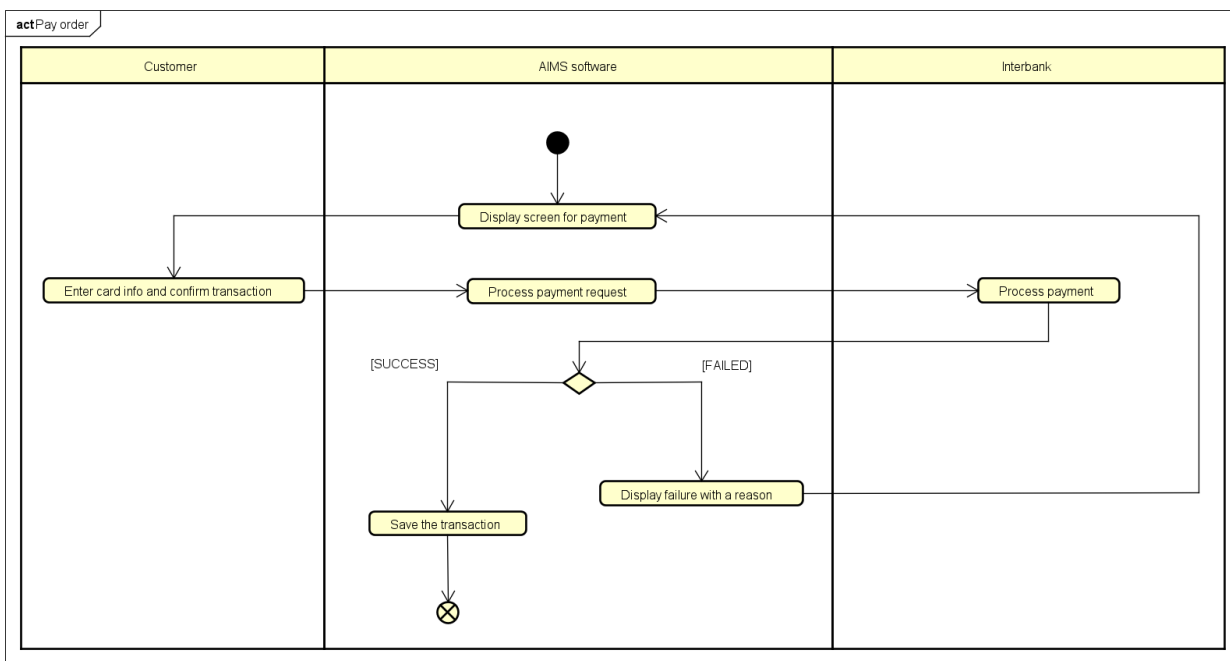 act Pay order
Customer
AIMS software
Interbank
Display screen for payment
Enter card info and confirm transaction
Process payment request
Process payment
[SUCCESS]
[FAILED]
Display failure with a reason
Save the transaction